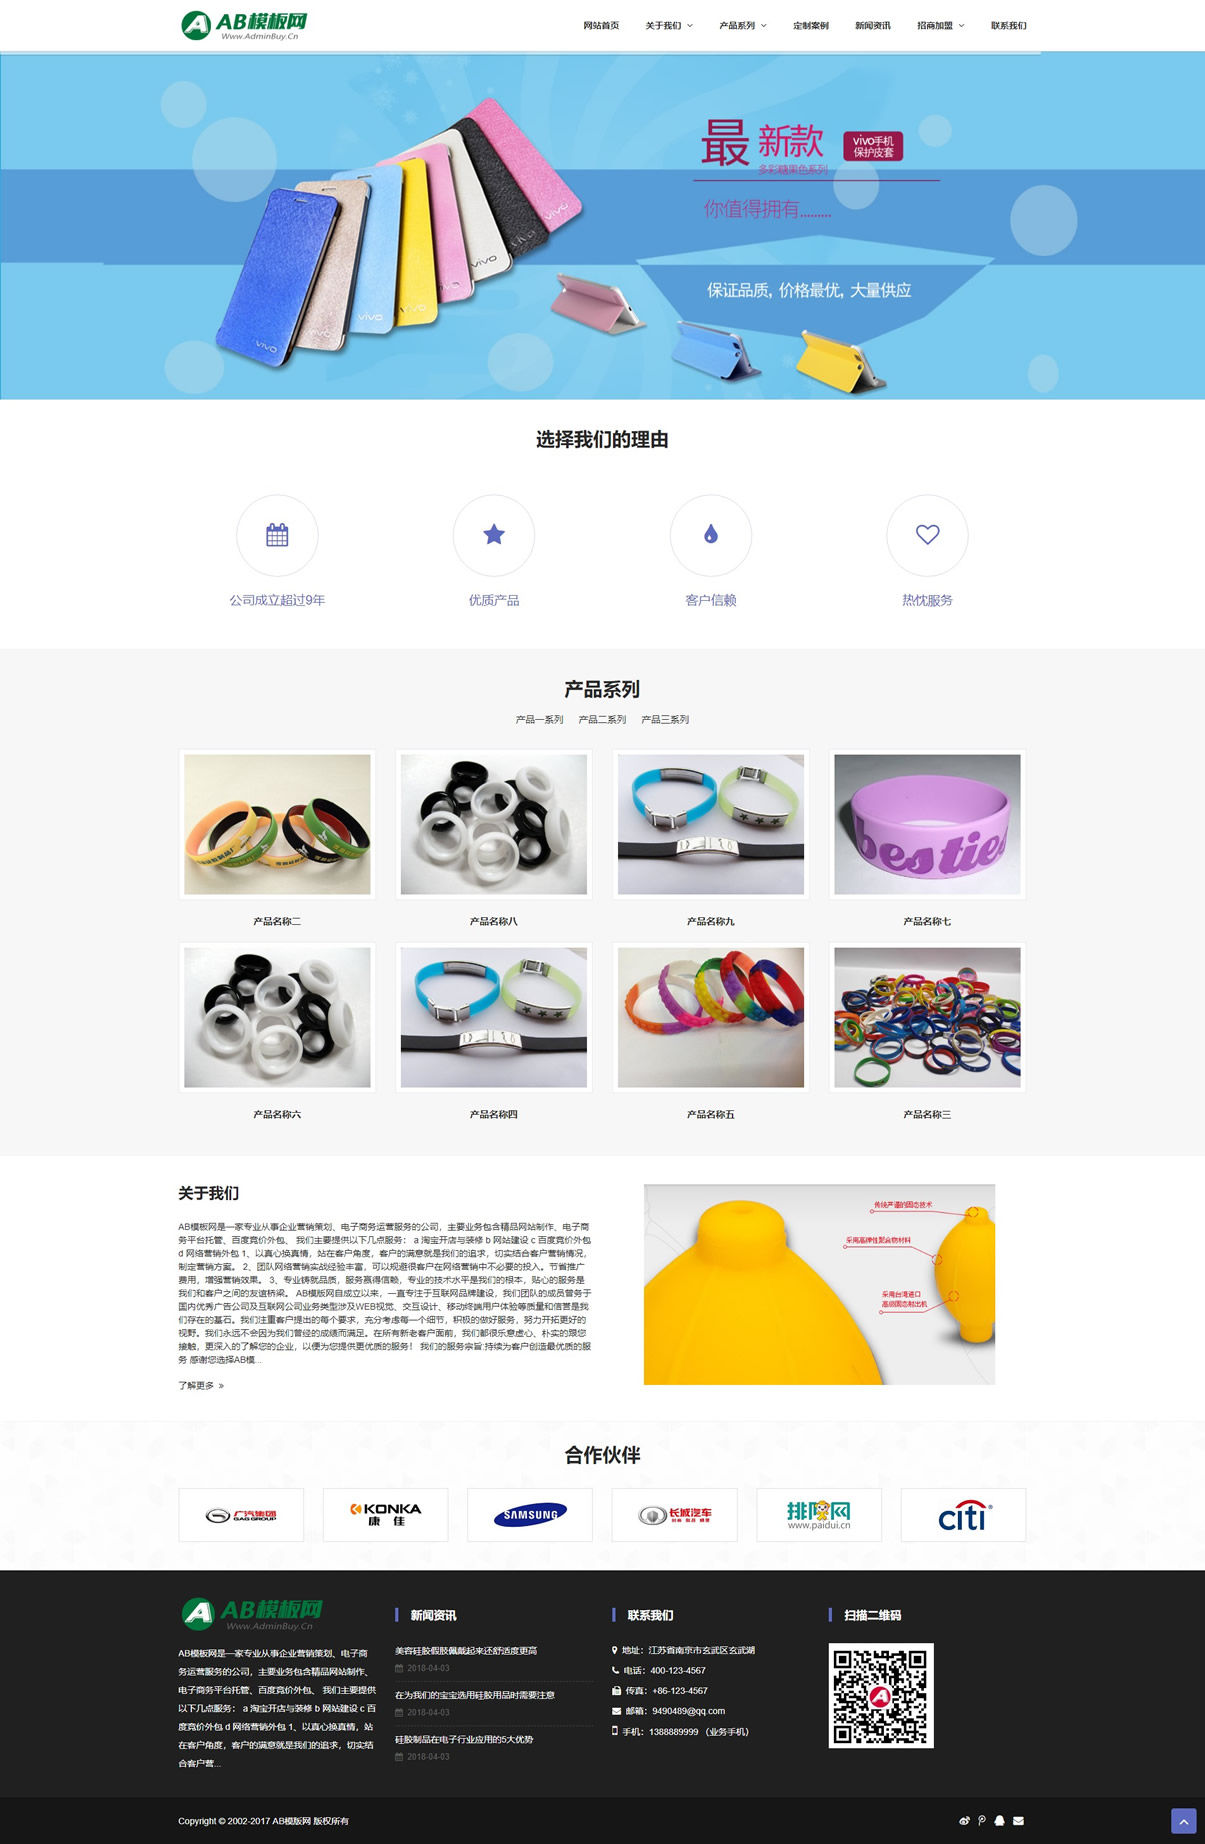 AB模板网
Www.AdminBuy.Cn
网站首页 关于我们 产品系列 定制案例 新闻资讯 招商加盟 联系我们
最 新款 vivo手机 保护皮套
多彩糖果色系列
你值得拥有.........
保证品质, 价格最优, 大量供应
vivo vivo vivo vivo vivo vivo
选择我们的理由
公司成立超过9年 优质产品 客户信赖 热忱服务
产品系列
产品一系列 产品二系列 产品三系列
besties
产品名称二 产品名称八 产品名称九 产品名称七
产品名称六 产品名称四 产品名称五 产品名称三
关于我们
AB模板网是一家专业从事企业营销策划、电子商务运营服务的公司，主要业务包含精品网站制作、电子商
务平台托管、百度竞价外包、 我们主要提供以下几点服务： a 淘宝开店与装修 b 网站建设 c 百度竞价外包
d 网络营销外包 1、以真心换真情，站在客户角度，客户的满意就是我们的追求，切实结合客户营销情况，
制定营销方案。 2、团队网络营销实战经验丰富，可以规避很客户在网络营销中不必要的投入。节省推广
费用，增强营销效果。 3、专业铸就品质，服务赢得信赖，专业的技术水平是我们的根本，贴心的服务是
我们和客户之间的友谊桥梁。 AB模板网自成立以来，一直专注于互联网品牌建设，我们团队的成员曾务于
国内优秀广告公司及互联网公司业务类型涉及WEB视觉、交互设计、移动终端用户体验等质量和信誉是我
们存在的基石。我们注重客户提出的每个要求，充分考虑每一个细节，积极的做好服务，努力开拓更好的
视野。我们永远不会因为我们曾经的成绩而满足。在所有新老客户面前，我们都很乐意虚心、朴实的跟您
接触，更深入的了解您的企业，以便为您提供更优质的服务！ 我们的服务宗旨:持续为客户创造最优质的服
务 感谢您选择AB模...
了解更多 »
传统严谨的固态技术
采用高弹性聚合物材料
采用台湾进口
高级固态射出机
合作伙伴
广汽集团
GAG GROUP
KONKA
康佳
SAMSUNG
长城汽车
排队网
www.paidui.cn
citi®
AB模板网
Www.AdminBuy.Cn
AB模板网是一家专业从事企业营销策划、电子商
务运营服务的公司，主要业务包含精品网站制作、
电子商务平台托管、百度竞价外包、 我们主要提供
以下几点服务： a 淘宝开店与装修 b 网站建设 c 百
度竞价外包 d 网络营销外包 1、以真心换真情，站
在客户角度，客户的满意就是我们的追求，切实结
合客户营...
新闻资讯
美容硅胶假胶佩戴起来还舒适度更高
2018-04-03
在为我们的宝宝选用硅胶用品时需要注意
2018-04-03
硅胶制品在电子行业应用的5大优势
2018-04-03
联系我们
地址：江苏省南京市玄武区玄武湖
电话：400-123-4567
传真：+86-123-4567
邮箱：9490489@qq.com
手机：1388889999 （业务手机）
扫描二维码
Copyright © 2002-2017 AB模版网 版权所有